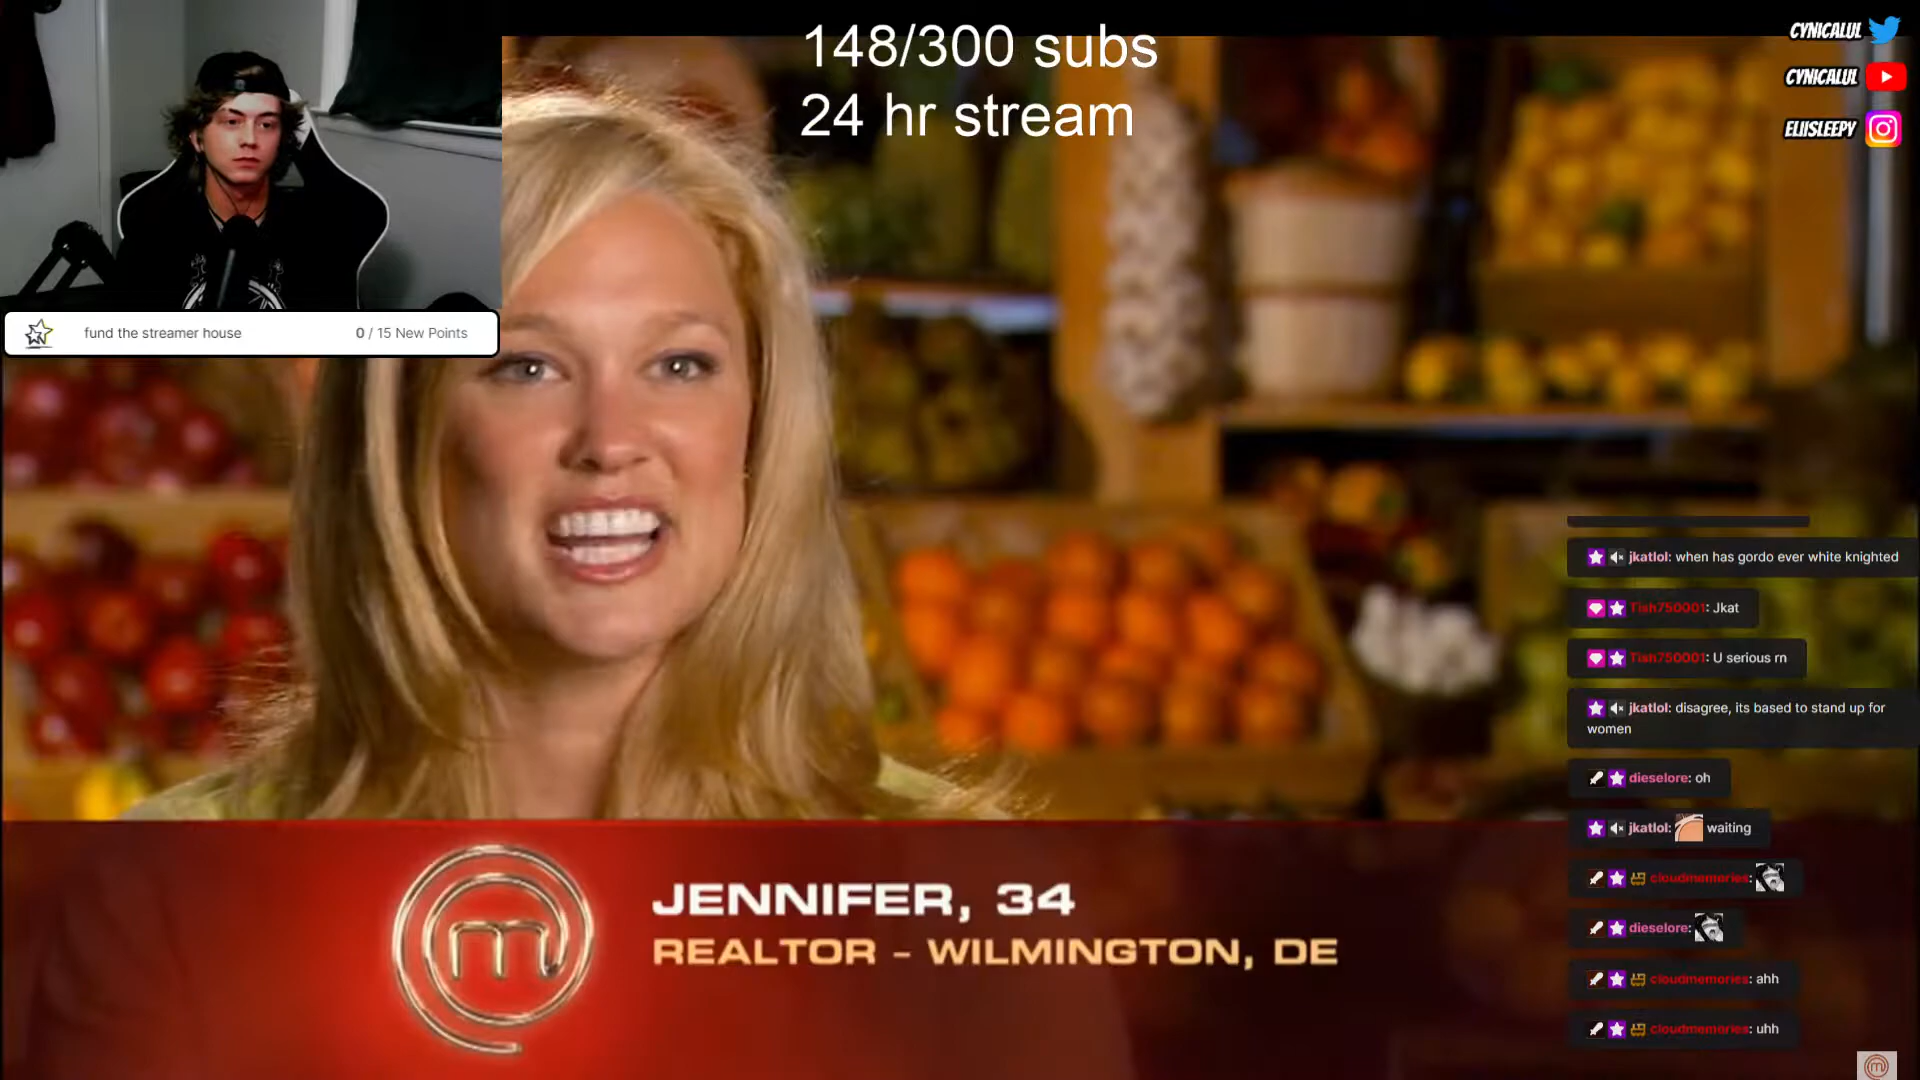 148/300 subs
24 hr stream
CYNICALUL
CYNICALUL
ELIISLEEPY
fund the streamer house 0 / 15 New Points
jkatlol: when has gordo ever white knighted
Tish750001: Jkat
Tish750001: U serious rn
jkatlol: disagree, its based to stand up for
women
dieselore: oh
jkatlol: waiting
cloudmemories:
dieselore:
cloudmemories: ahh
cloudmemories: uhh
JENNIFER, 34
REALTOR - WILMINGTON, DE